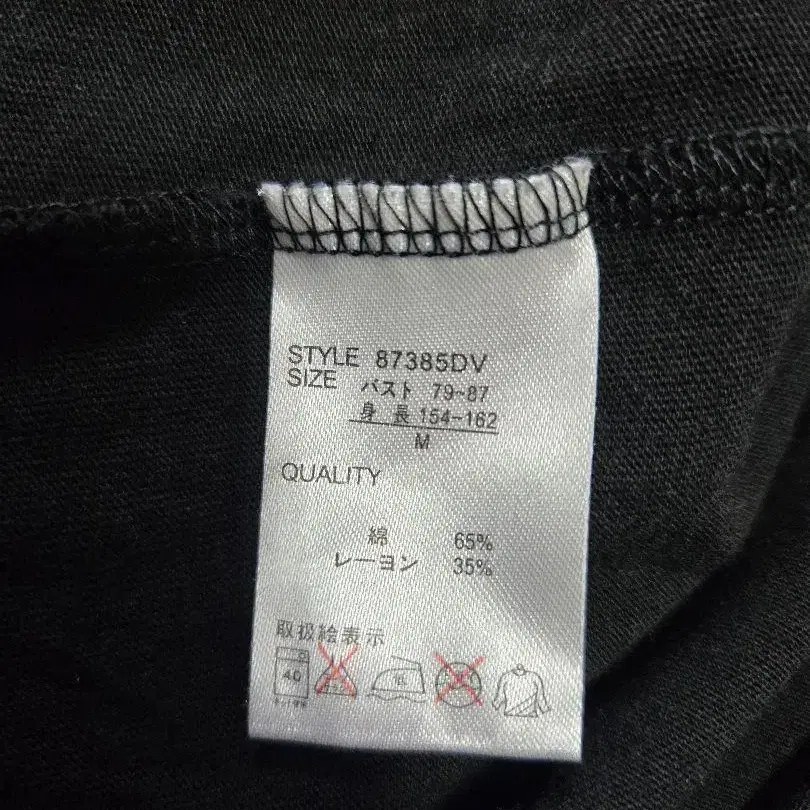 STYLE 87385DV
SIZE バスト 79-87
身長 154-162
M
QUALITY
綿 65%
レーヨン 35%
取扱絵表示
40
低